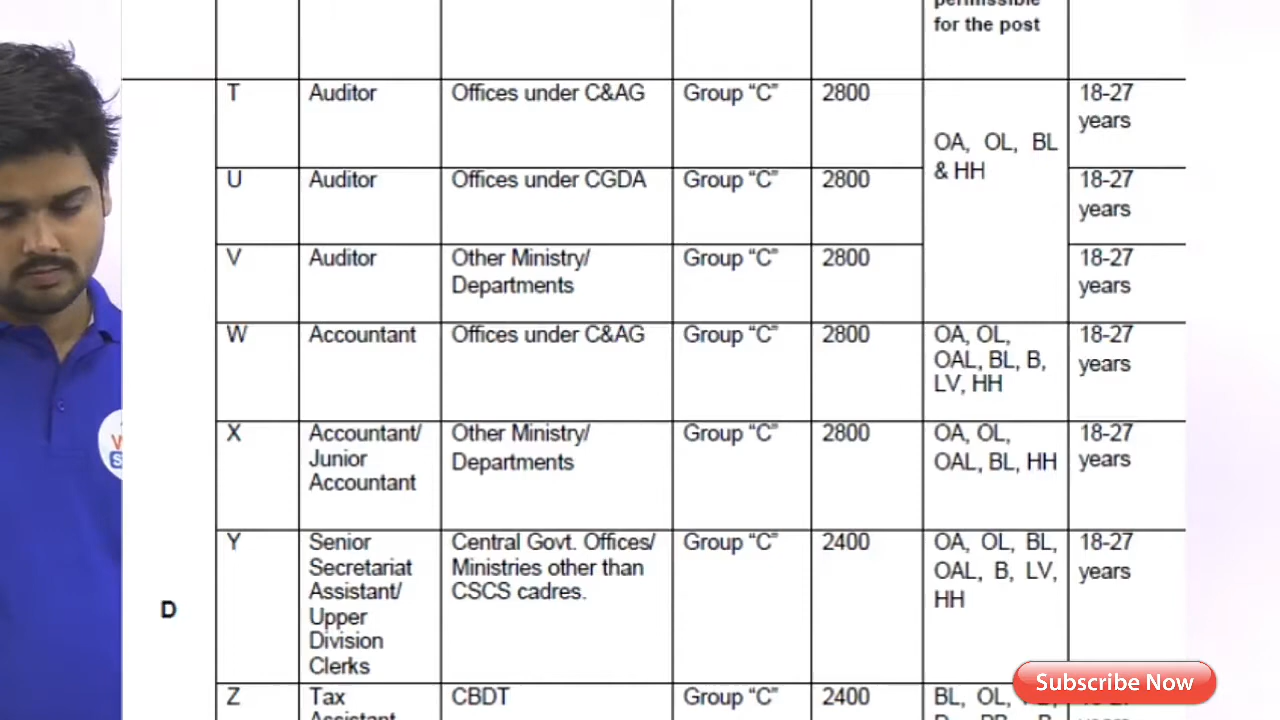 permissible
for the post
T Auditor Offices under C&AG Group “C” 2800 18-27
years
OA, OL, BL
& HH
U Auditor Offices under CGDA Group “C” 2800 18-27
years
V Auditor Other Ministry/ Group “C” 2800 18-27
Departments years
W Accountant Offices under C&AG Group “C” 2800 OA, OL, 18-27
OAL, BL, B, years
LV, HH
X Accountant/ Other Ministry/ Group “C” 2800 OA, OL, 18-27
Junior Departments OAL, BL, HH years
Accountant
Y Senior Central Govt. Offices/ Group “C” 2400 OA, OL, BL, 18-27
Secretariat Ministries other than OAL, B, LV, years
Assistant/ CSCS cadres. HH
D Upper
Division
Clerks
Z Tax CBDT Group “C” 2400 BL, OL,
Assistant
Subscribe Now